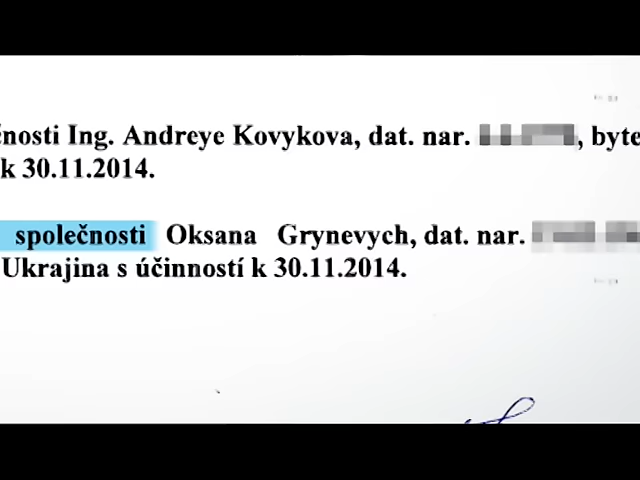 čnosti Ing. Andreye Kovykova, dat. nar. , byte
k 30.11.2014.
společnosti Oksana Grynevych, dat. nar.
Ukrajina s účinností k 30.11.2014.